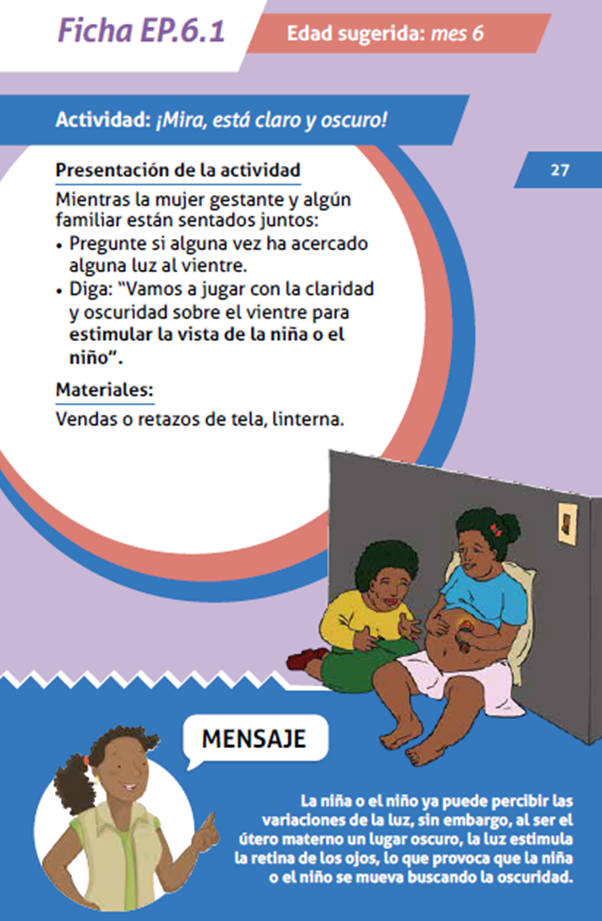 Ficha EP.6.1
Edad sugerida: mes 6
Actividad: ¡Mira, está claro y oscuro!
27
Presentación de la actividad
Mientras la mujer gestante y algún
familiar están sentados juntos:
• Pregunte si alguna vez ha acercado
alguna luz al vientre.
• Diga: “Vamos a jugar con la claridad
y oscuridad sobre el vientre para
estimular la vista de la niña o el
niño”.
Materiales:
Vendas o retazos de tela, linterna.
MENSAJE
La niña o el niño ya puede percibir las
variaciones de la luz, sin embargo, al ser el
útero materno un lugar oscuro, la luz estimula
la retina de los ojos, lo que provoca que la niña
o el niño se mueva buscando la oscuridad.